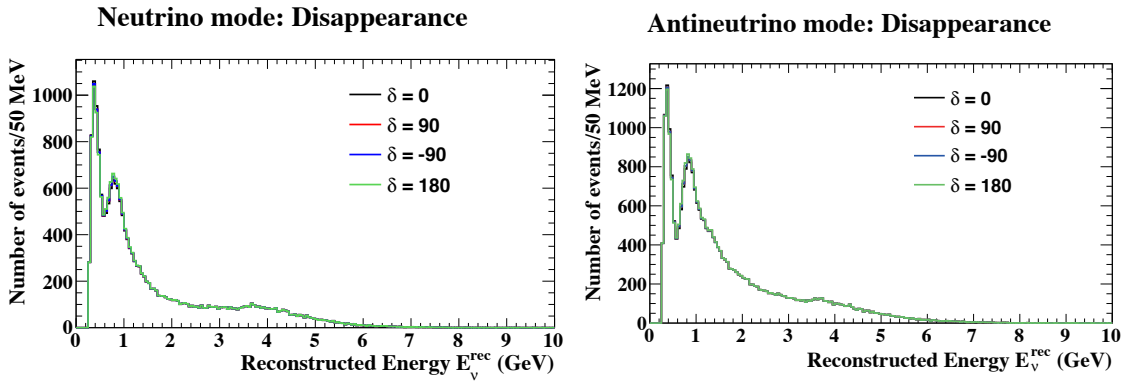 Neutrino mode: Disappearance
Number of events/50 MeV
1000
800
600
400
200
0
0 1 2 3 4 5 6 7 8 9 10
Reconstructed Energy E_ν^rec (GeV)
δ = 0
δ = 90
δ = -90
δ = 180
Antineutrino mode: Disappearance
Number of events/50 MeV
1200
1000
800
600
400
200
0
0 1 2 3 4 5 6 7 8 9 10
Reconstructed Energy E_ν^rec (GeV)
δ = 0
δ = 90
δ = -90
δ = 180